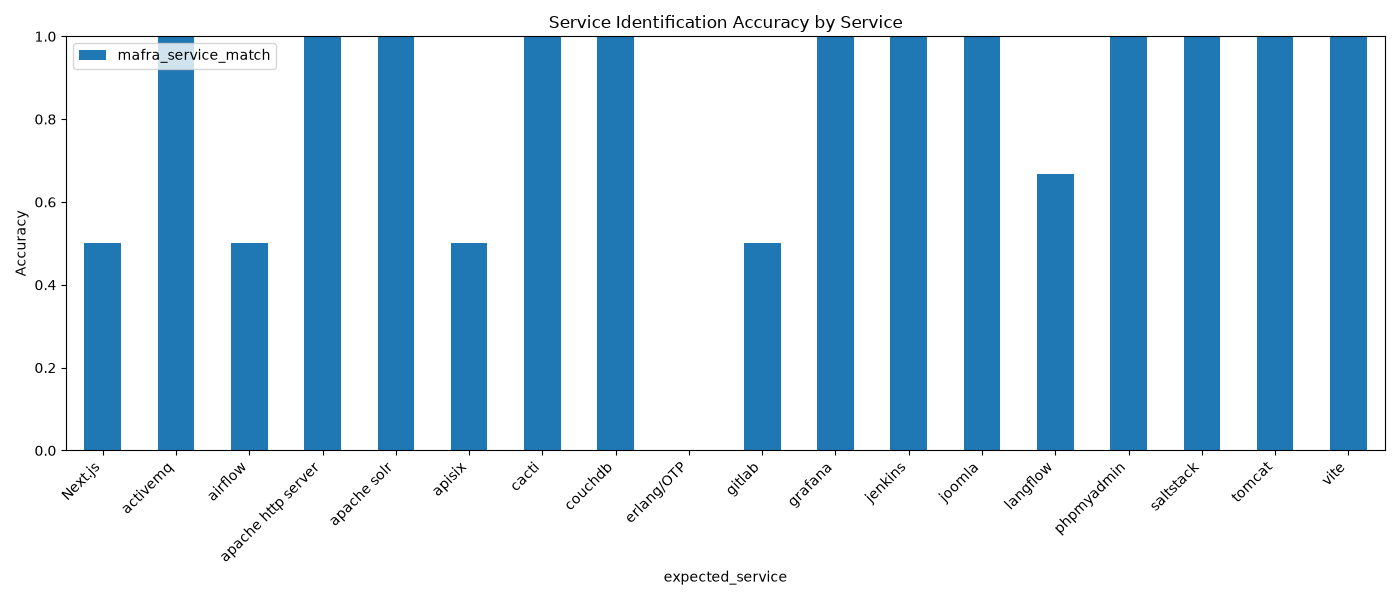 Service Identification Accuracy by Service
mafra_service_match
Accuracy
1.0
0.8
0.6
0.4
0.2
0.0
Next.js
activemq
airflow
apache http server
apache solr
apisix
cacti
couchdb
erlang/OTP
gitlab
grafana
jenkins
joomla
langflow
phpmyadmin
saltstack
tomcat
vite
expected_service